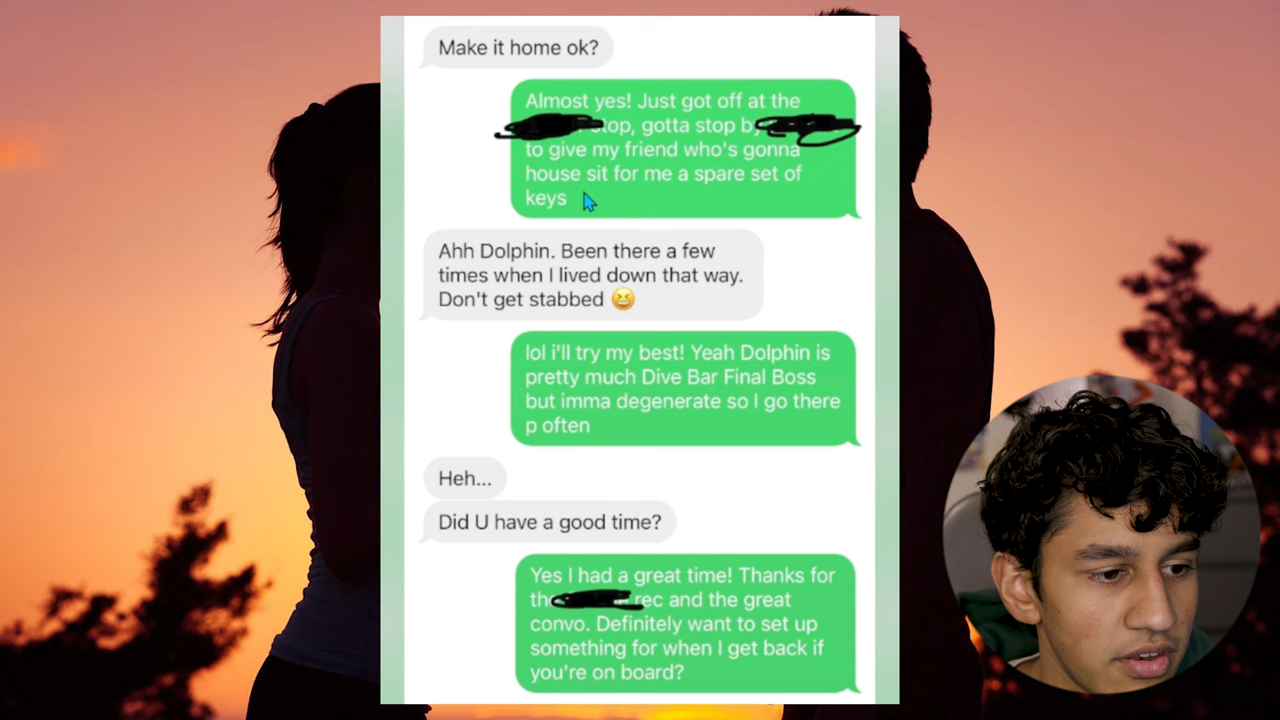 Make it home ok?
Almost yes! Just got off at the
stop, gotta stop by
to give my friend who's gonna
house sit for me a spare set of
keys
Ahh Dolphin. Been there a few
times when I lived down that way.
Don't get stabbed 😆
lol i'll try my best! Yeah Dolphin is
pretty much Dive Bar Final Boss
but imma degenerate so I go there
p often
Heh...
Did U have a good time?
Yes I had a great time! Thanks for
the rec and the great
convo. Definitely want to set up
something for when I get back if
you're on board?